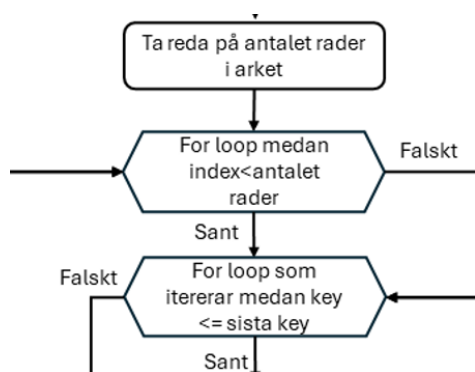 Ta reda på antalet rader
i arket
For loop medan
index<antalet
rader
Falskt
Sant
Falskt
For loop som
itererar medan key
<= sista key
Sant